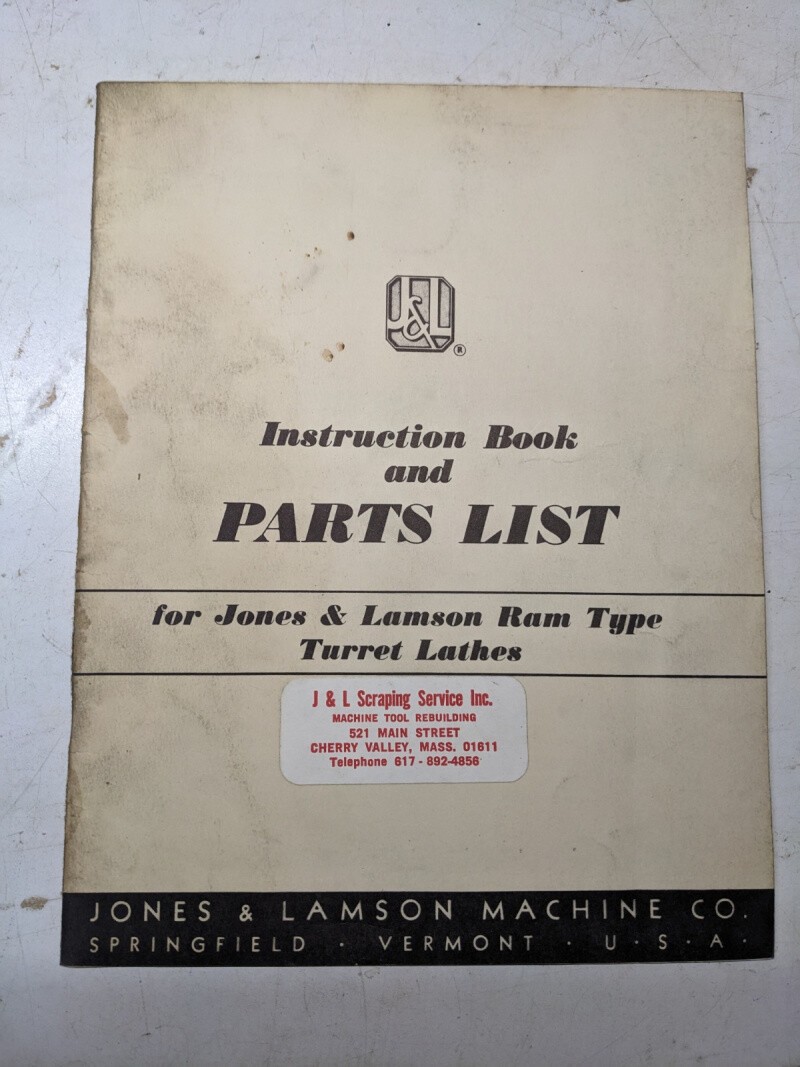 J&L
®
Instruction Book
and
PARTS LIST
for Jones & Lamson Ram Type
Turret Lathes
J & L Scraping Service Inc.
MACHINE TOOL REBUILDING
521 MAIN STREET
CHERRY VALLEY, MASS. 01611
Telephone 617 - 892-4856
JONES & LAMSON MACHINE CO.
SPRINGFIELD · VERMONT · U · S · A ·